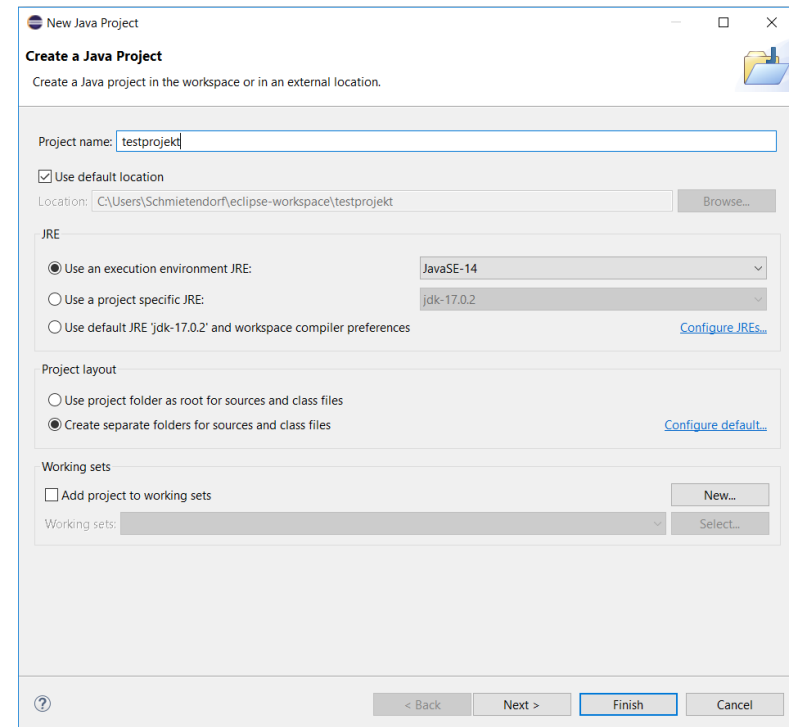 New Java Project
Create a Java Project
Create a Java project in the workspace or in an external location.
Project name: testprojekt
Use default location
Location: C:\Users\Schmietendorf\eclipse-workspace\testprojekt Browse...
JRE
Use an execution environment JRE: JavaSE-14
Use a project specific JRE: jdk-17.0.2
Use default JRE 'jdk-17.0.2' and workspace compiler preferences Configure JREs...
Project layout
Use project folder as root for sources and class files
Create separate folders for sources and class files Configure default...
Working sets
Add project to working sets New...
Working sets: Select...
? < Back Next > Finish Cancel